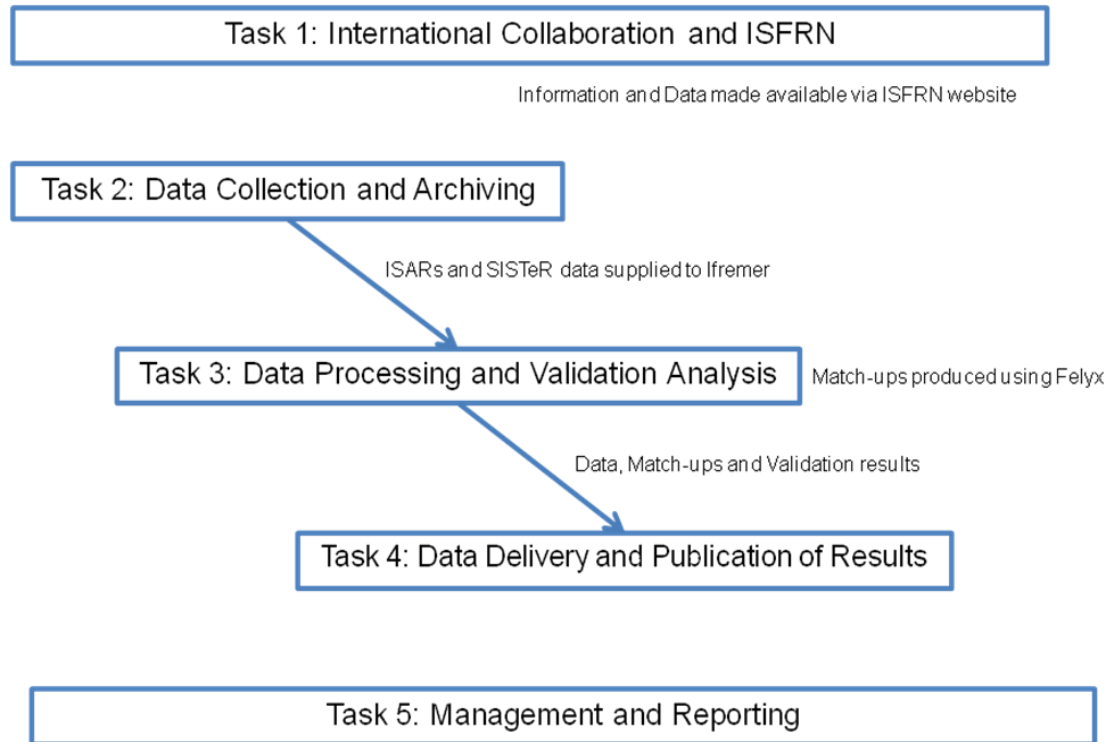 Task 1: International Collaboration and ISFRN
Information and Data made available via ISFRN website
Task 2: Data Collection and Archiving
ISARs and SISTeR data supplied to Ifremer
Task 3: Data Processing and Validation Analysis
Match-ups produced using Felyx
Data, Match-ups and Validation results
Task 4: Data Delivery and Publication of Results
Task 5: Management and Reporting